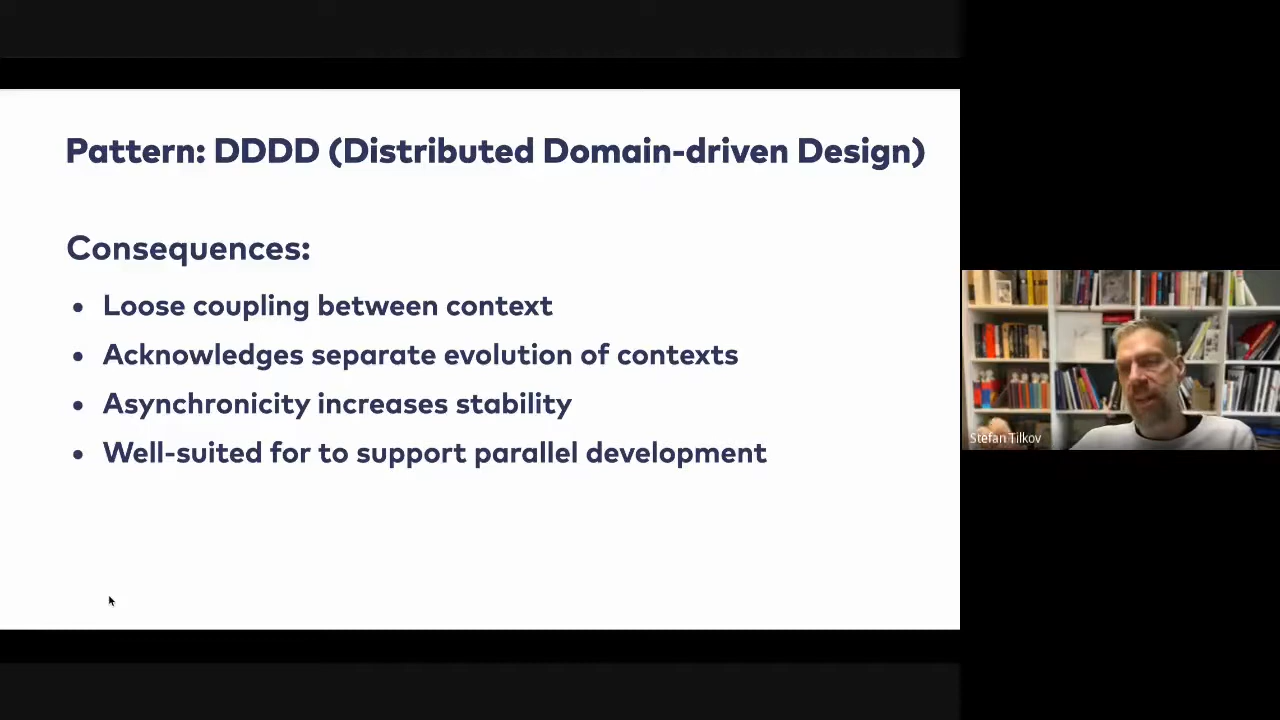 Pattern: DDDD (Distributed Domain-driven Design)
Consequences:
• Loose coupling between context
• Acknowledges separate evolution of contexts
• Asynchronicity increases stability
• Well-suited for to support parallel development
Stefan Tilkov